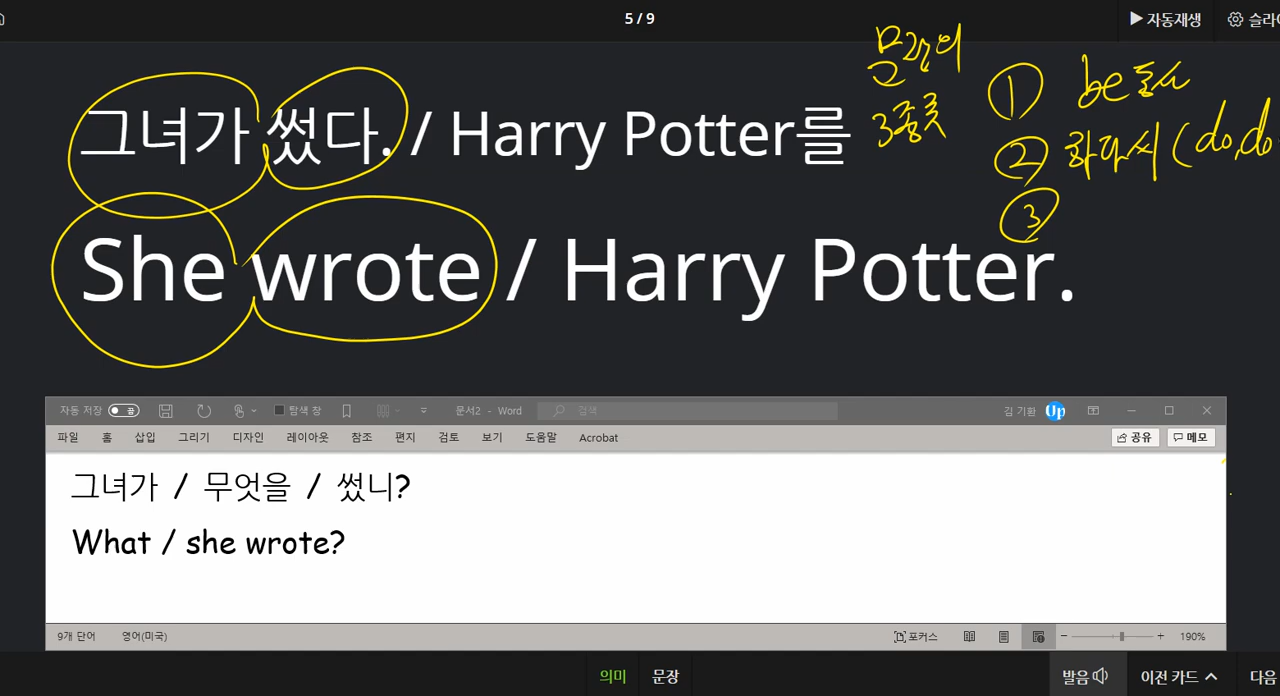 5 / 9
▶ 자동재생
슬라
그녀가 썼다. / Harry Potter를
She wrote / Harry Potter.
3종류
① be동사
②
(do, do
③
자동 저장 끔
탐색 창
문서2 - Word
검색
김 기환
Up
파일 홈 삽입 그리기 디자인 레이아웃 참조 편지 검토 보기 도움말 Acrobat
공유 메모
그녀가 / 무엇을 / 썼니?
What / she wrote?
9개 단어 영어(미국)
포커스
− + 190%
의미 문장
발음 이전 카드 다음